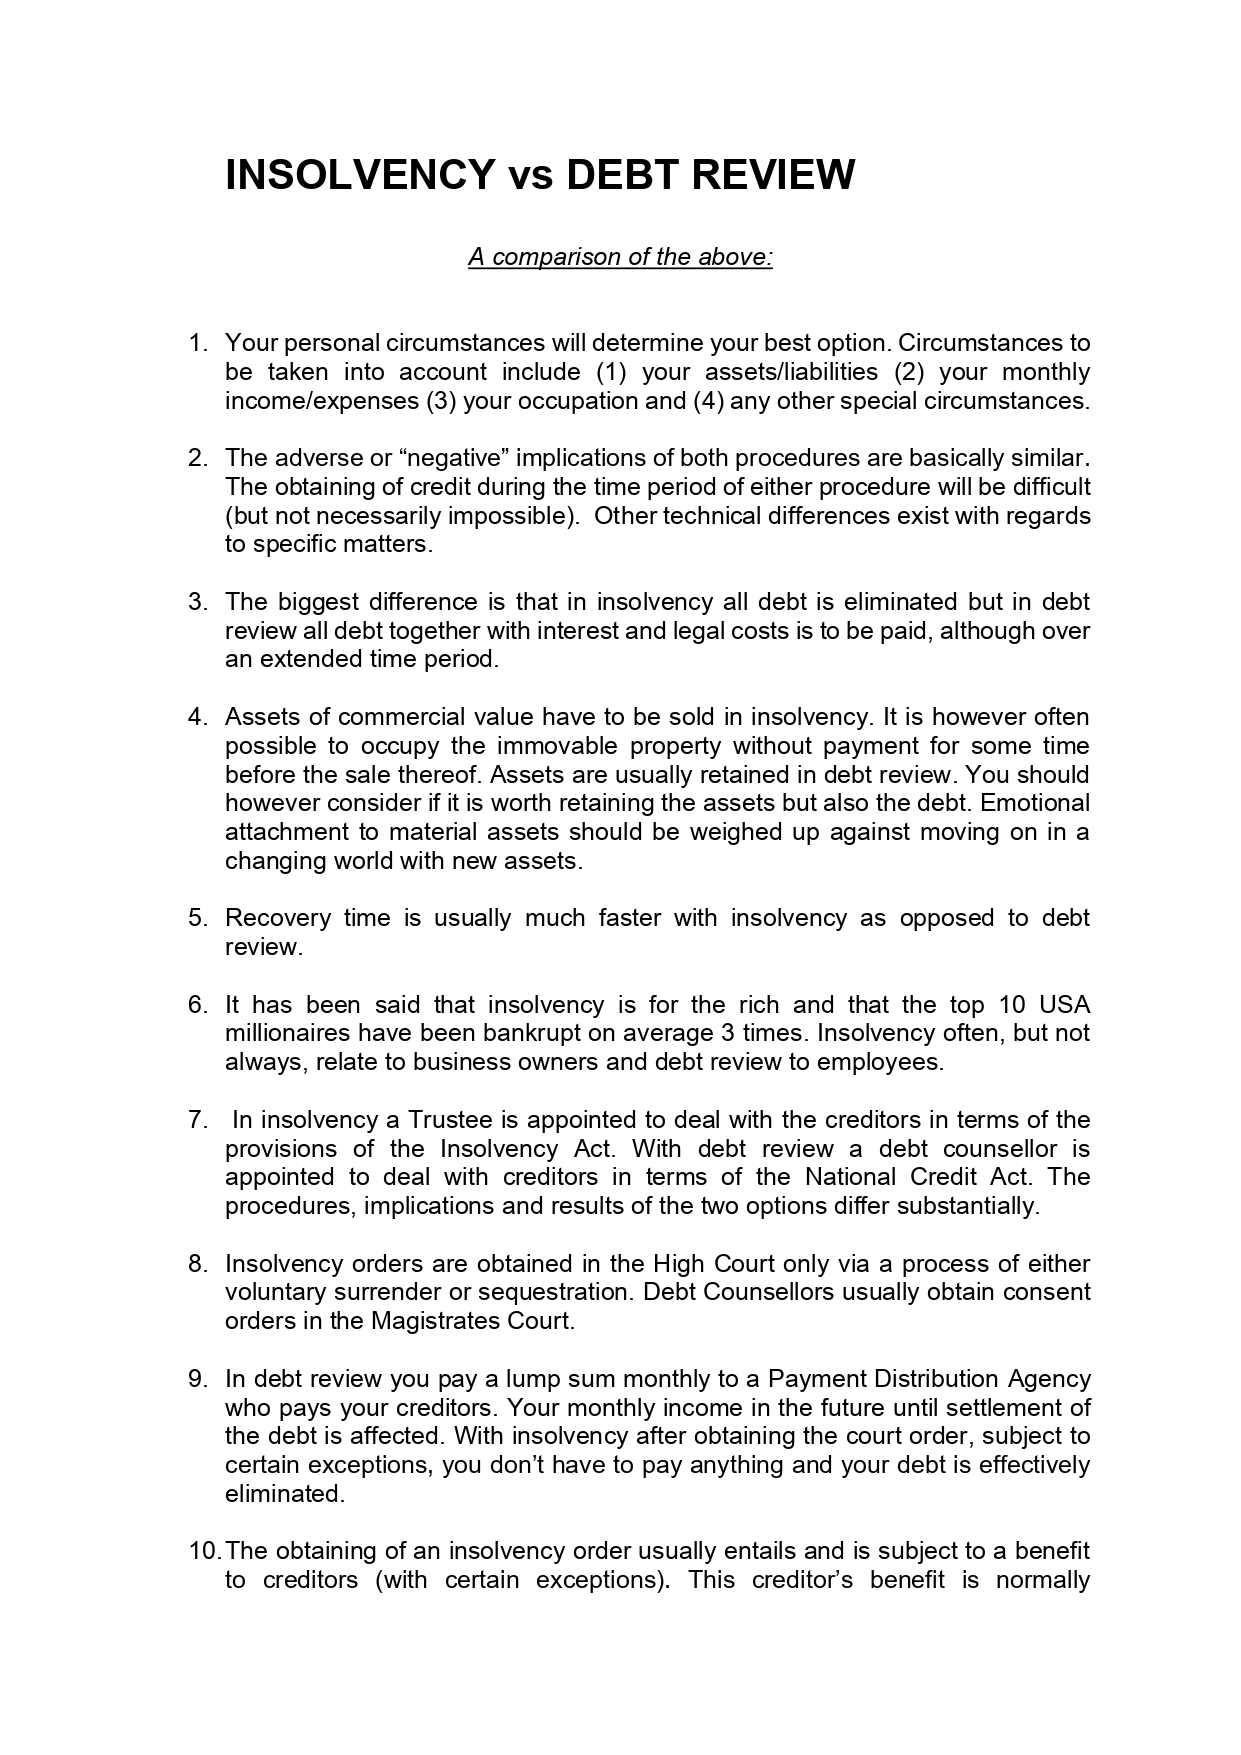 INSOLVENCY vs DEBT REVIEW
A comparison of the above:
1. Your personal circumstances will determine your best option. Circumstances to
be taken into account include (1) your assets/liabilities (2) your monthly
income/expenses (3) your occupation and (4) any other special circumstances.
2. The adverse or “negative” implications of both procedures are basically similar.
The obtaining of credit during the time period of either procedure will be difficult
(but not necessarily impossible).  Other technical differences exist with regards
to specific matters.
3. The biggest difference is that in insolvency all debt is eliminated but in debt
review all debt together with interest and legal costs is to be paid, although over
an extended time period.
4. Assets of commercial value have to be sold in insolvency. It is however often
possible to occupy the immovable property without payment for some time
before the sale thereof. Assets are usually retained in debt review. You should
however consider if it is worth retaining the assets but also the debt. Emotional
attachment to material assets should be weighed up against moving on in a
changing world with new assets.
5. Recovery time is usually much faster with insolvency as opposed to debt
review.
6. It has been said that insolvency is for the rich and that the top 10 USA
millionaires have been bankrupt on average 3 times. Insolvency often, but not
always, relate to business owners and debt review to employees.
7. In insolvency a Trustee is appointed to deal with the creditors in terms of the
provisions of the Insolvency Act. With debt review a debt counsellor is
appointed to deal with creditors in terms of the National Credit Act. The
procedures, implications and results of the two options differ substantially.
8. Insolvency orders are obtained in the High Court only via a process of either
voluntary surrender or sequestration. Debt Counsellors usually obtain consent
orders in the Magistrates Court.
9. In debt review you pay a lump sum monthly to a Payment Distribution Agency
who pays your creditors. Your monthly income in the future until settlement of
the debt is affected. With insolvency after obtaining the court order, subject to
certain exceptions, you don’t have to pay anything and your debt is effectively
eliminated.
10. The obtaining of an insolvency order usually entails and is subject to a benefit
to creditors (with certain exceptions). This creditor’s benefit is normally